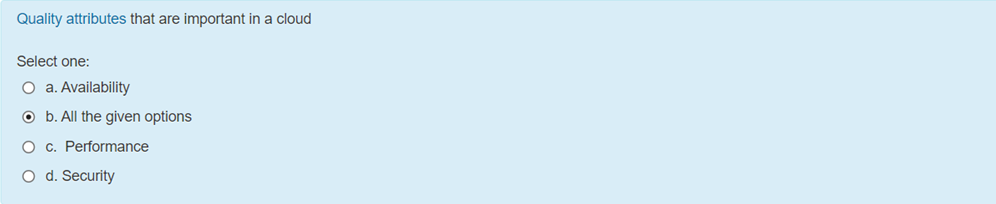 Quality attributes that are important in a cloud
Select one:
a. Availability
b. All the given options
c. Performance
d. Security